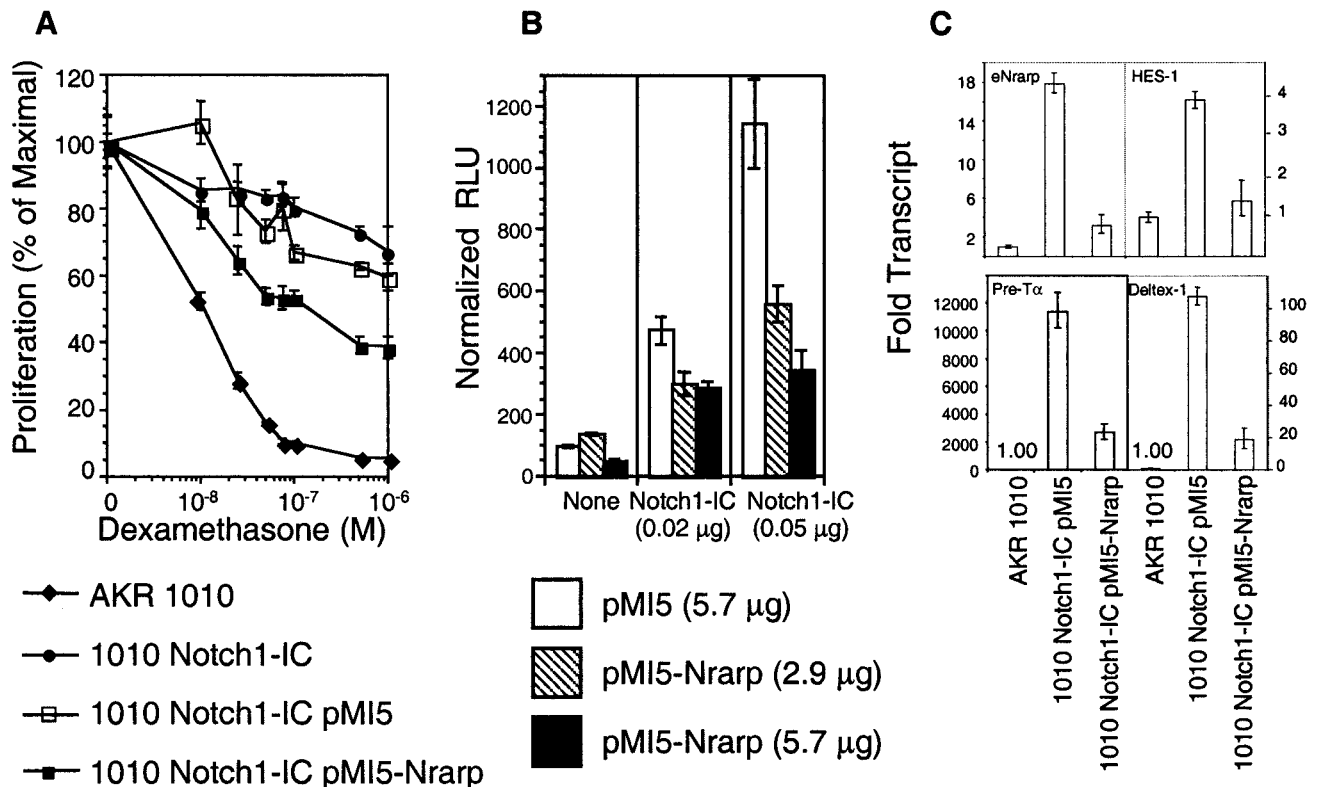 A
B
C
120
100
80
60
40
20
0
Proliferation (% of Maximal)
0
10-8
10-7
10-6
Dexamethasone (M)
AKR 1010
1010 Notch1-IC
1010 Notch1-IC pMI5
1010 Notch1-IC pMI5-Nrarp
1200
1000
800
600
400
200
0
Normalized RLU
None
Notch1-IC
(0.02 µg)
Notch1-IC
(0.05 µg)
pMI5 (5.7 µg)
pMI5-Nrarp (2.9 µg)
pMI5-Nrarp (5.7 µg)
Fold Transcript
eNrarp
18
14
10
6
2
HES-1
4
3
2
1
Pre-Tα
12000
10000
8000
6000
4000
2000
0
1.00
Deltex-1
100
80
60
40
20
0
1.00
AKR 1010
1010 Notch1-IC pMI5
1010 Notch1-IC pMI5-Nrarp
AKR 1010
1010 Notch1-IC pMI5
1010 Notch1-IC pMI5-Nrarp